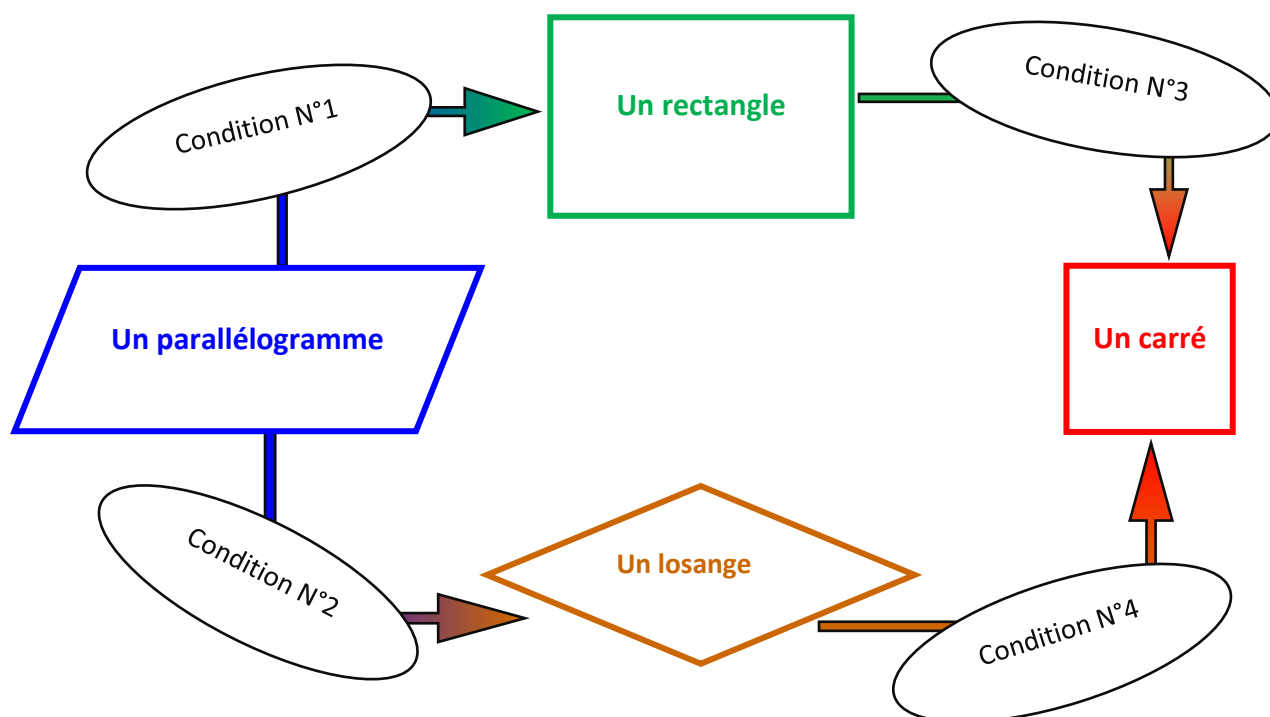 Condition N°1
Un rectangle
Condition N°3
Un parallélogramme
Un carré
Condition N°2
Un losange
Condition N°4